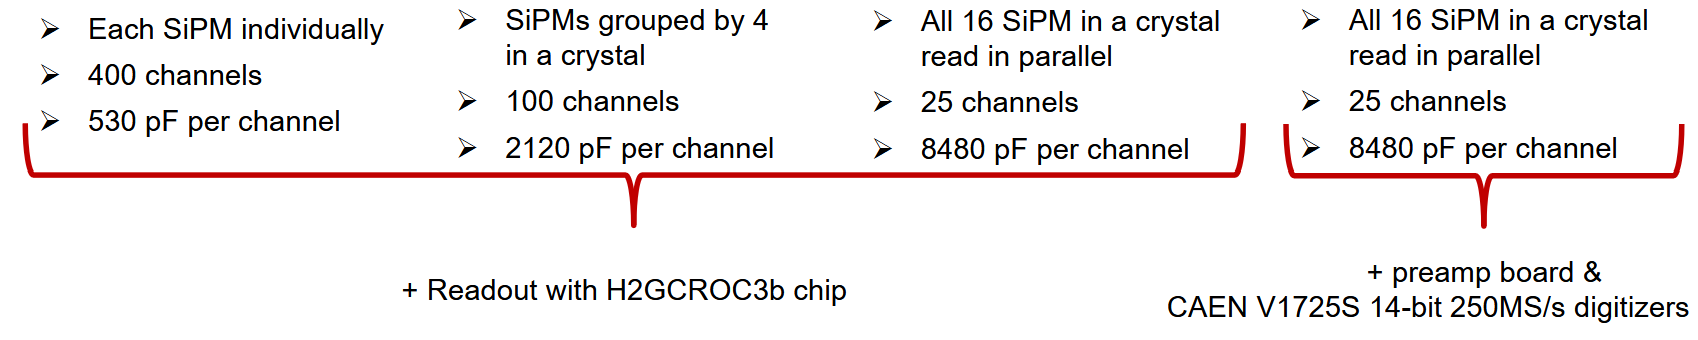 ➢ Each SiPM individually
➢ 400 channels
➢ 530 pF per channel
➢ SiPMs grouped by 4
in a crystal
➢ 100 channels
➢ 2120 pF per channel
➢ All 16 SiPM in a crystal
read in parallel
➢ 25 channels
➢ 8480 pF per channel
➢ All 16 SiPM in a crystal
read in parallel
➢ 25 channels
➢ 8480 pF per channel
+ Readout with H2GCROC3b chip
+ preamp board &
CAEN V1725S 14-bit 250MS/s digitizers